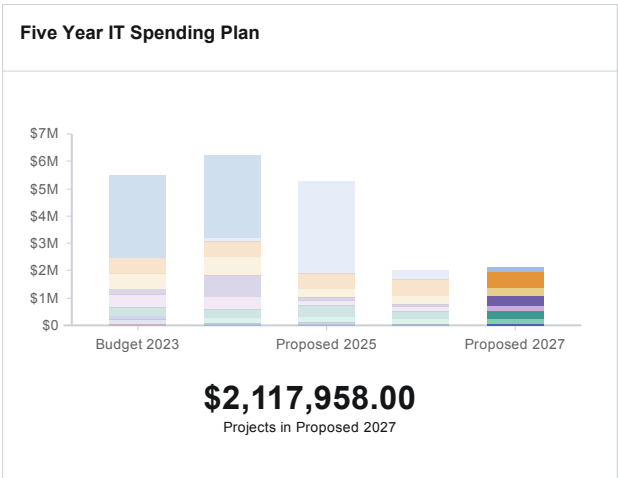 Five Year IT Spending Plan
$7M
$6M
$5M
$4M
$3M
$2M
$1M
$0
Budget 2023
Proposed 2025
Proposed 2027
$2,117,958.00
Projects in Proposed 2027